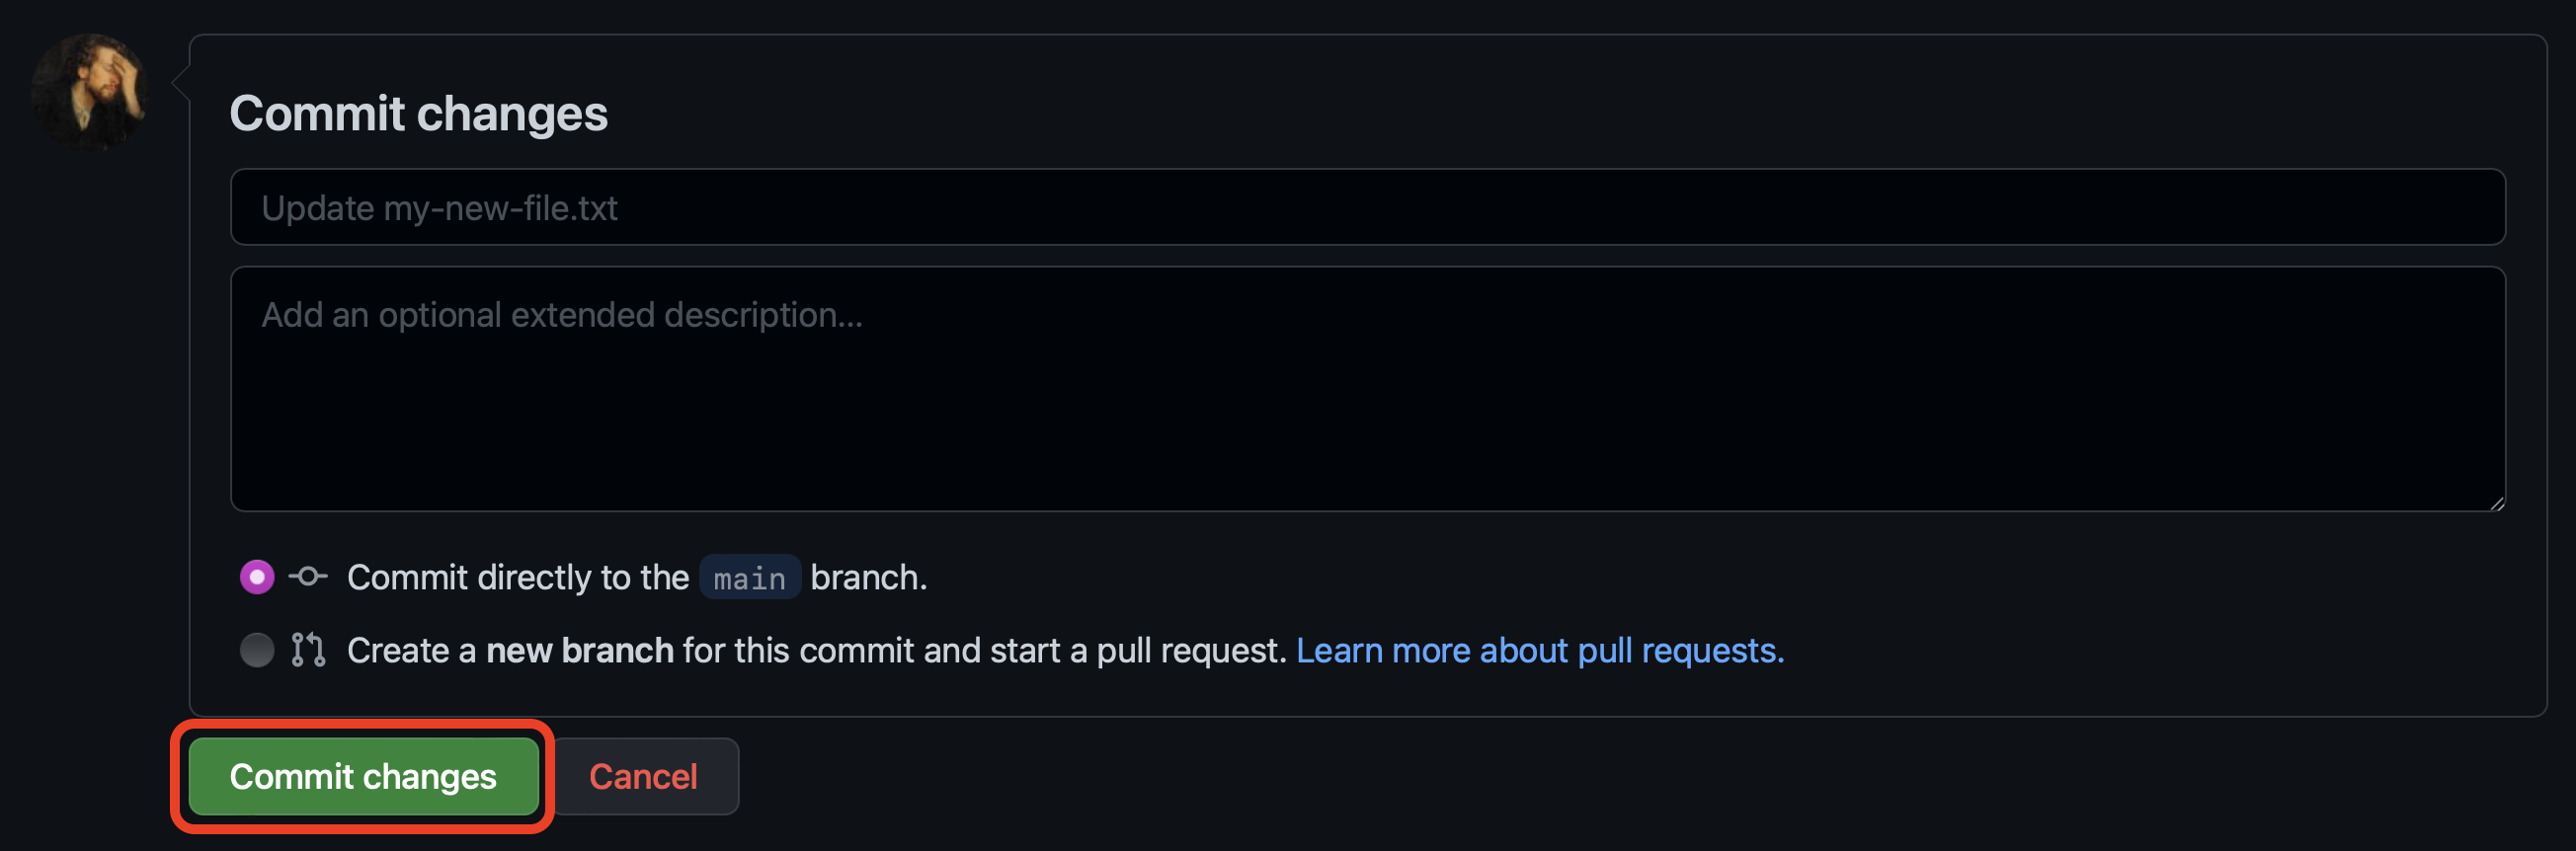 Commit changes
Update my-new-file.txt
Add an optional extended description...
Commit directly to the main branch.
Create a new branch for this commit and start a pull request. Learn more about pull requests.
Commit changes Cancel